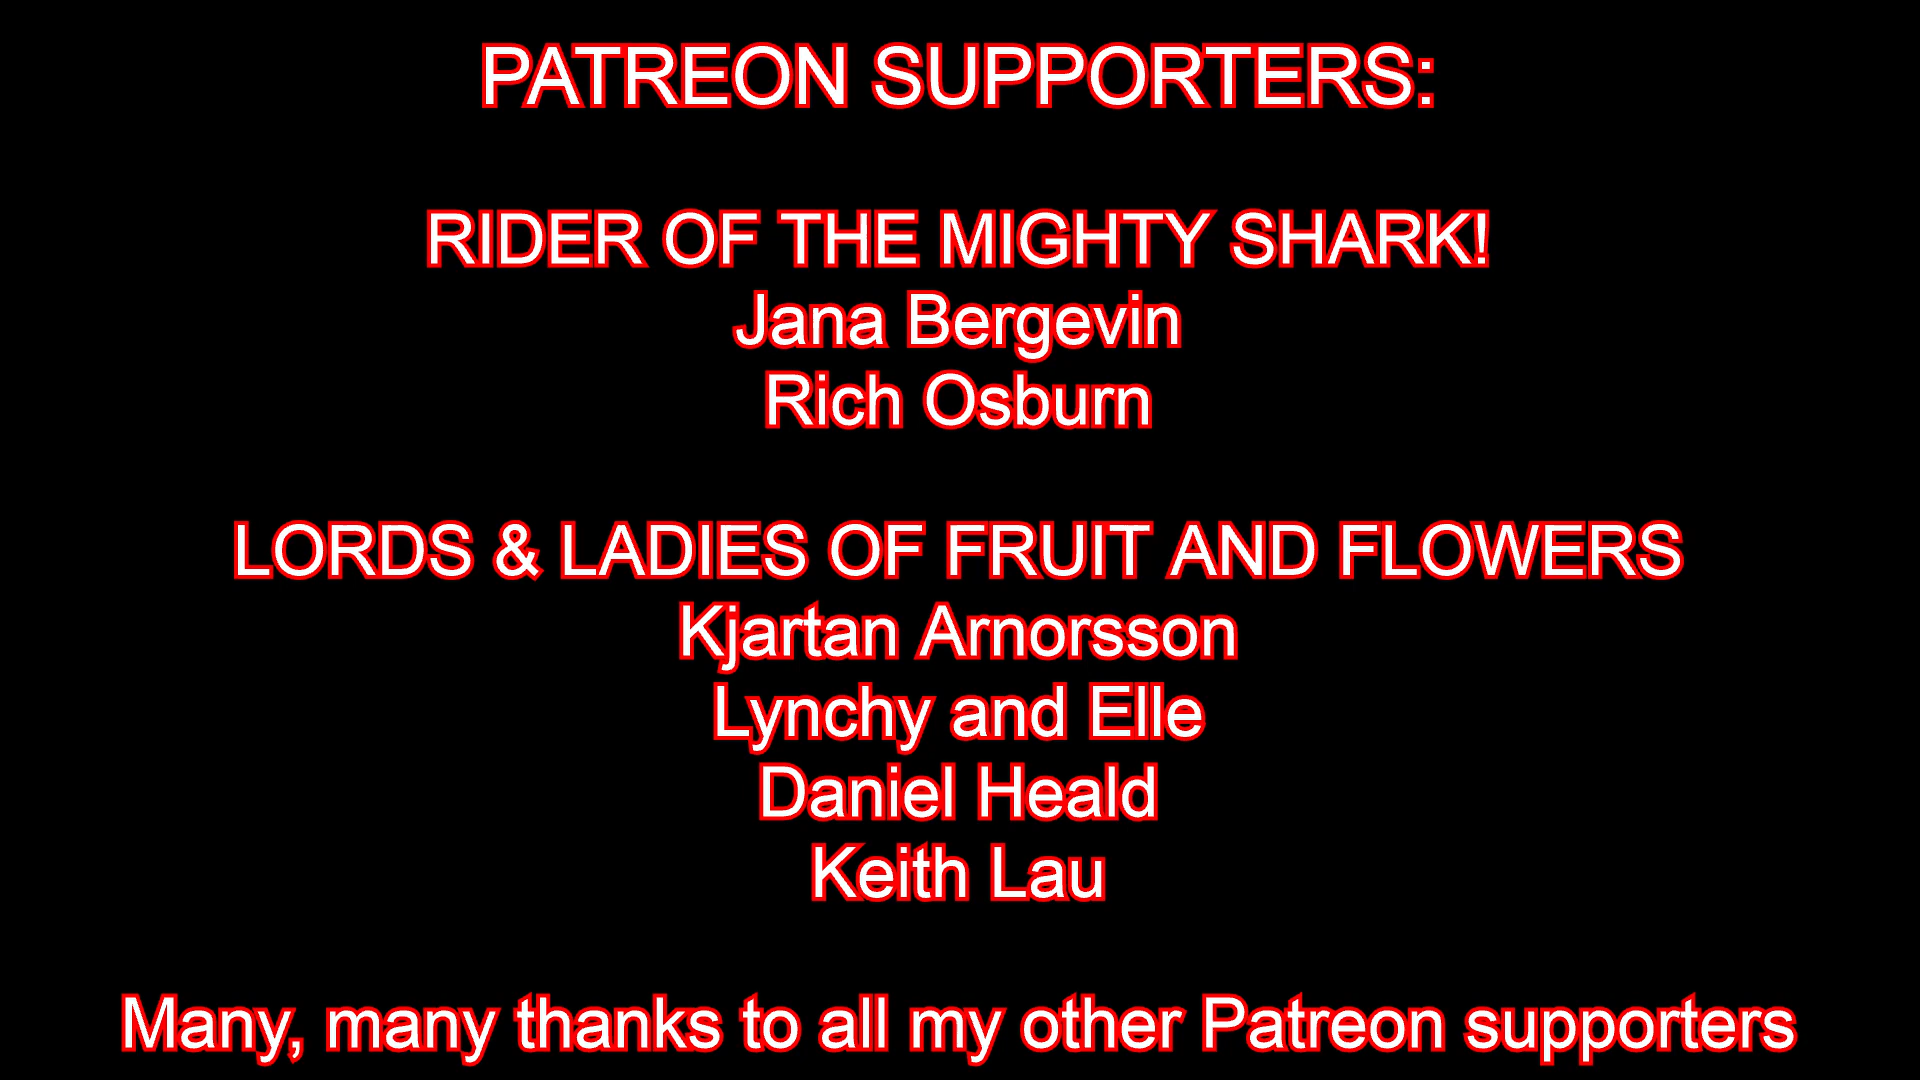 PATREON SUPPORTERS:
RIDER OF THE MIGHTY SHARK!
Jana Bergevin
Rich Osburn
LORDS & LADIES OF FRUIT AND FLOWERS
Kjartan Arnorsson
Lynchy and Elle
Daniel Heald
Keith Lau
Many, many thanks to all my other Patreon supporters